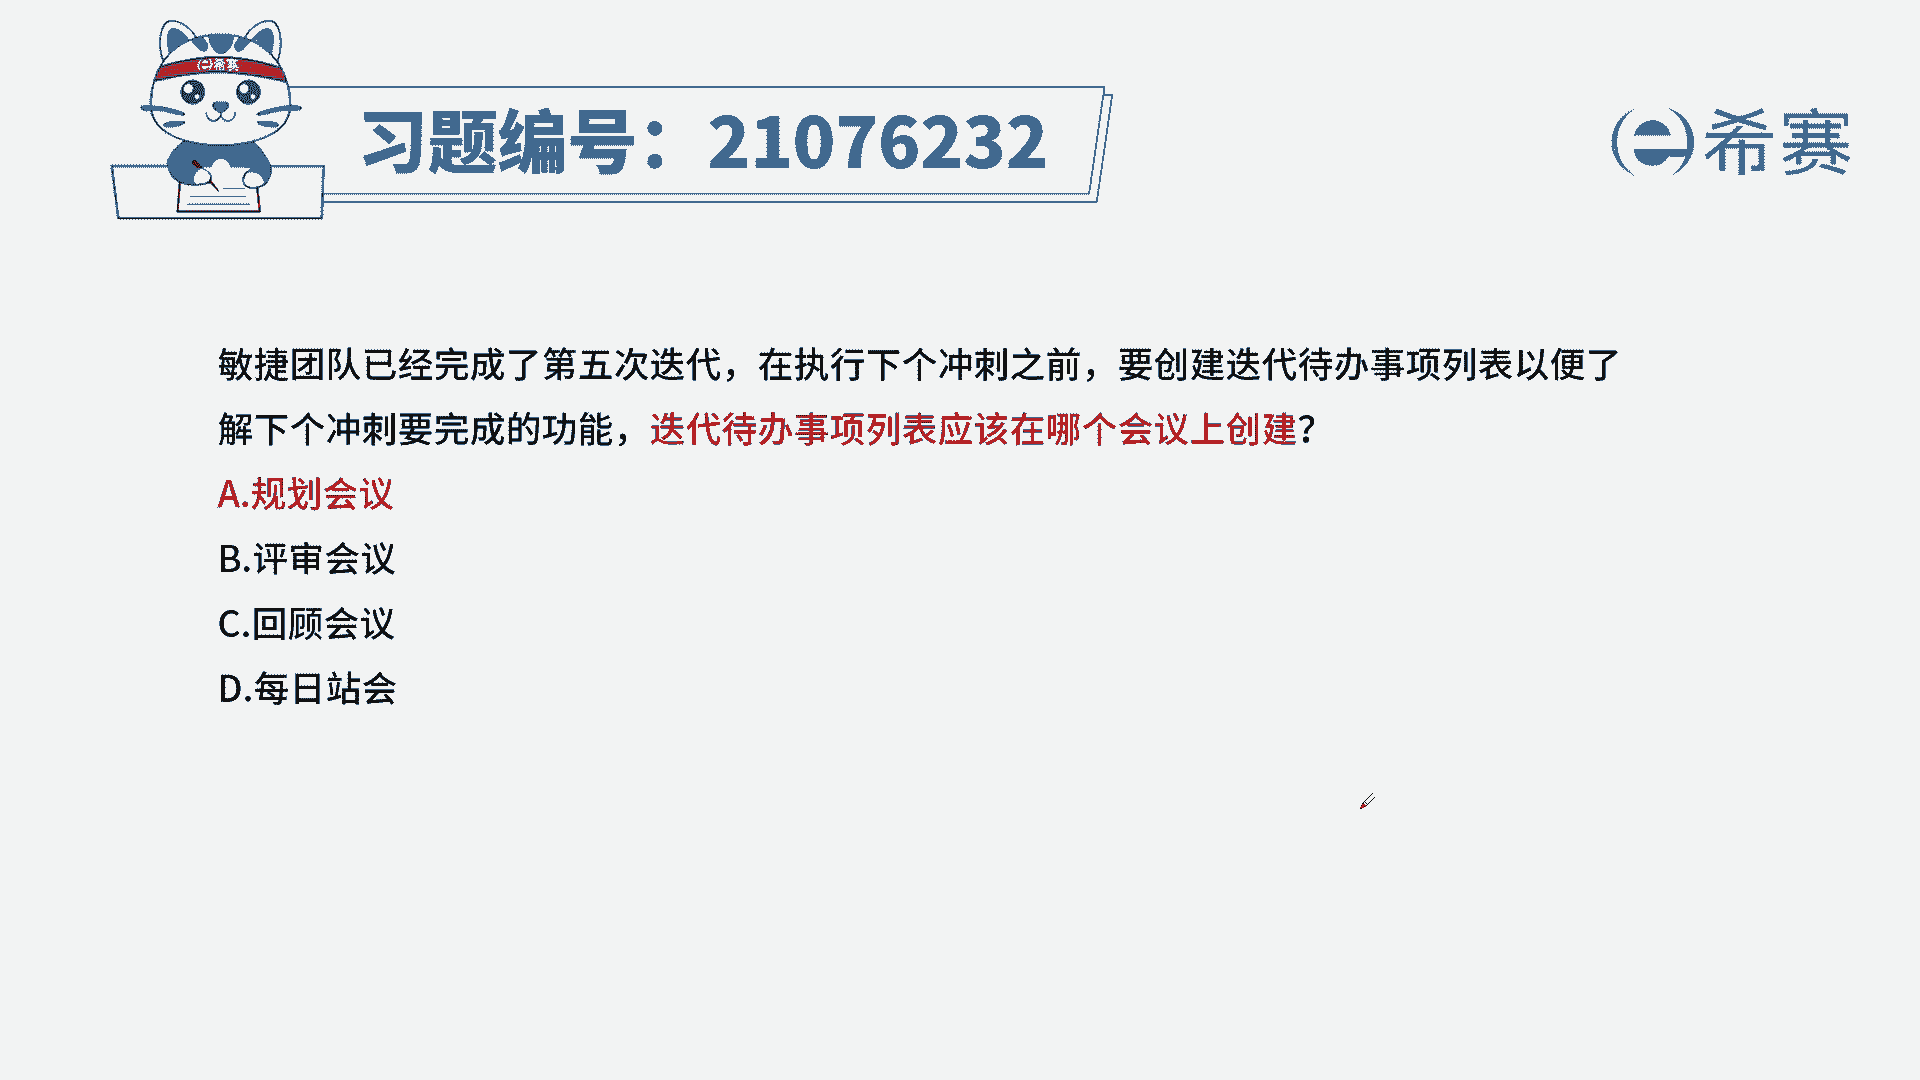 希赛
习题编号：21076232
希赛
敏捷团队已经完成了第五次迭代，在执行下个冲刺之前，要创建迭代待办事项列表以便了
解下个冲刺要完成的功能，迭代待办事项列表应该在哪个会议上创建？
A.规划会议
B.评审会议
C.回顾会议
D.每日站会